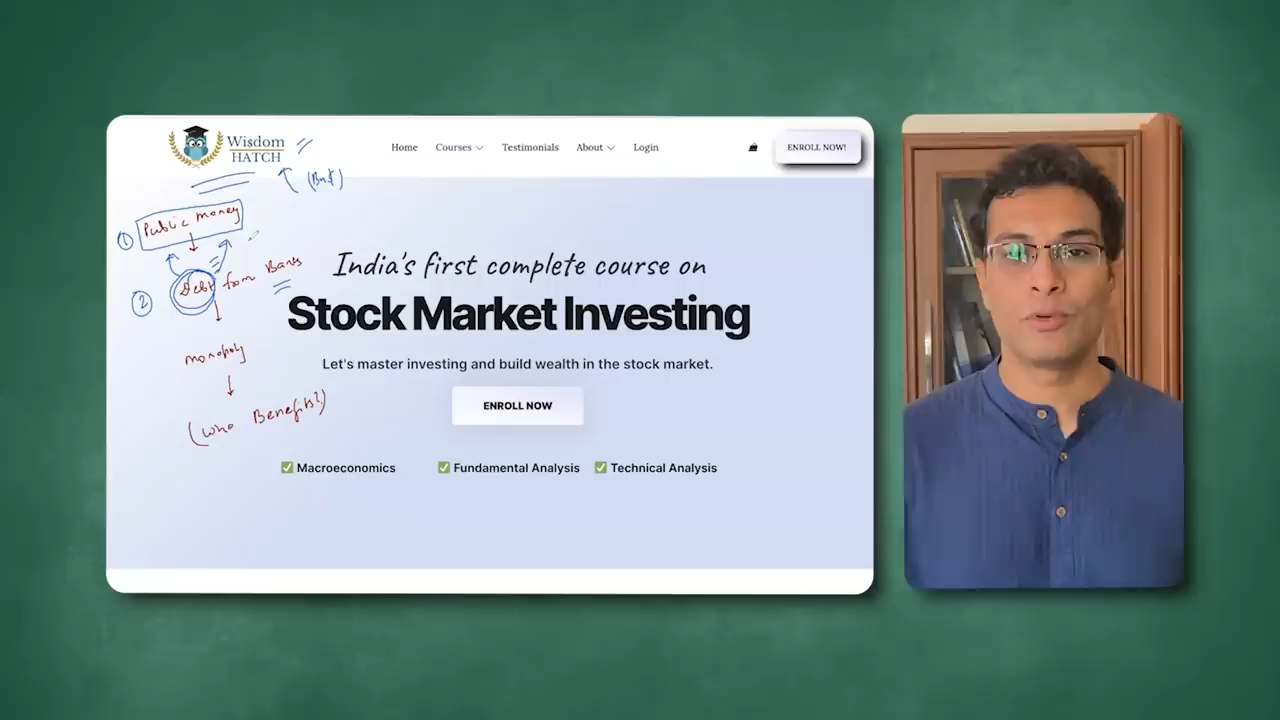 Wisdom
HATCH
Home
Courses
Testimonials
About
Login
ENROLL NOW!
(Bn$)
① Public money
② Debt from Banks
monopoly
(who Benefits?)
India's first complete course on
Stock Market Investing
Let's master investing and build wealth in the stock market.
ENROLL NOW
✅ Macroeconomics
✅ Fundamental Analysis
✅ Technical Analysis